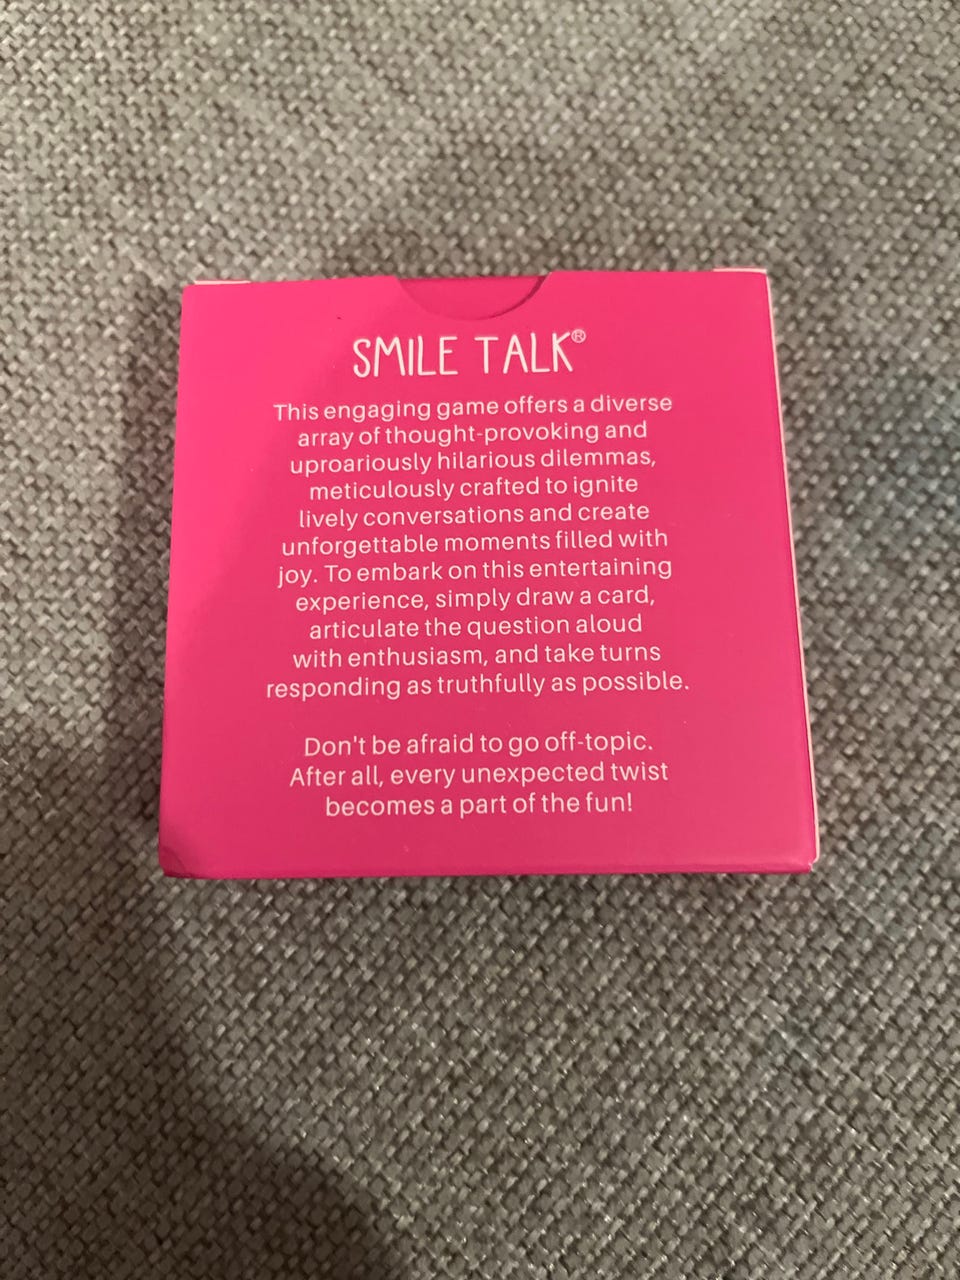 SMILE TALK®
This engaging game offers a diverse
array of thought-provoking and
uproariously hilarious dilemmas,
meticulously crafted to ignite
lively conversations and create
unforgettable moments filled with
joy. To embark on this entertaining
experience, simply draw a card,
articulate the question aloud
with enthusiasm, and take turns
responding as truthfully as possible.
Don't be afraid to go off-topic.
After all, every unexpected twist
becomes a part of the fun!